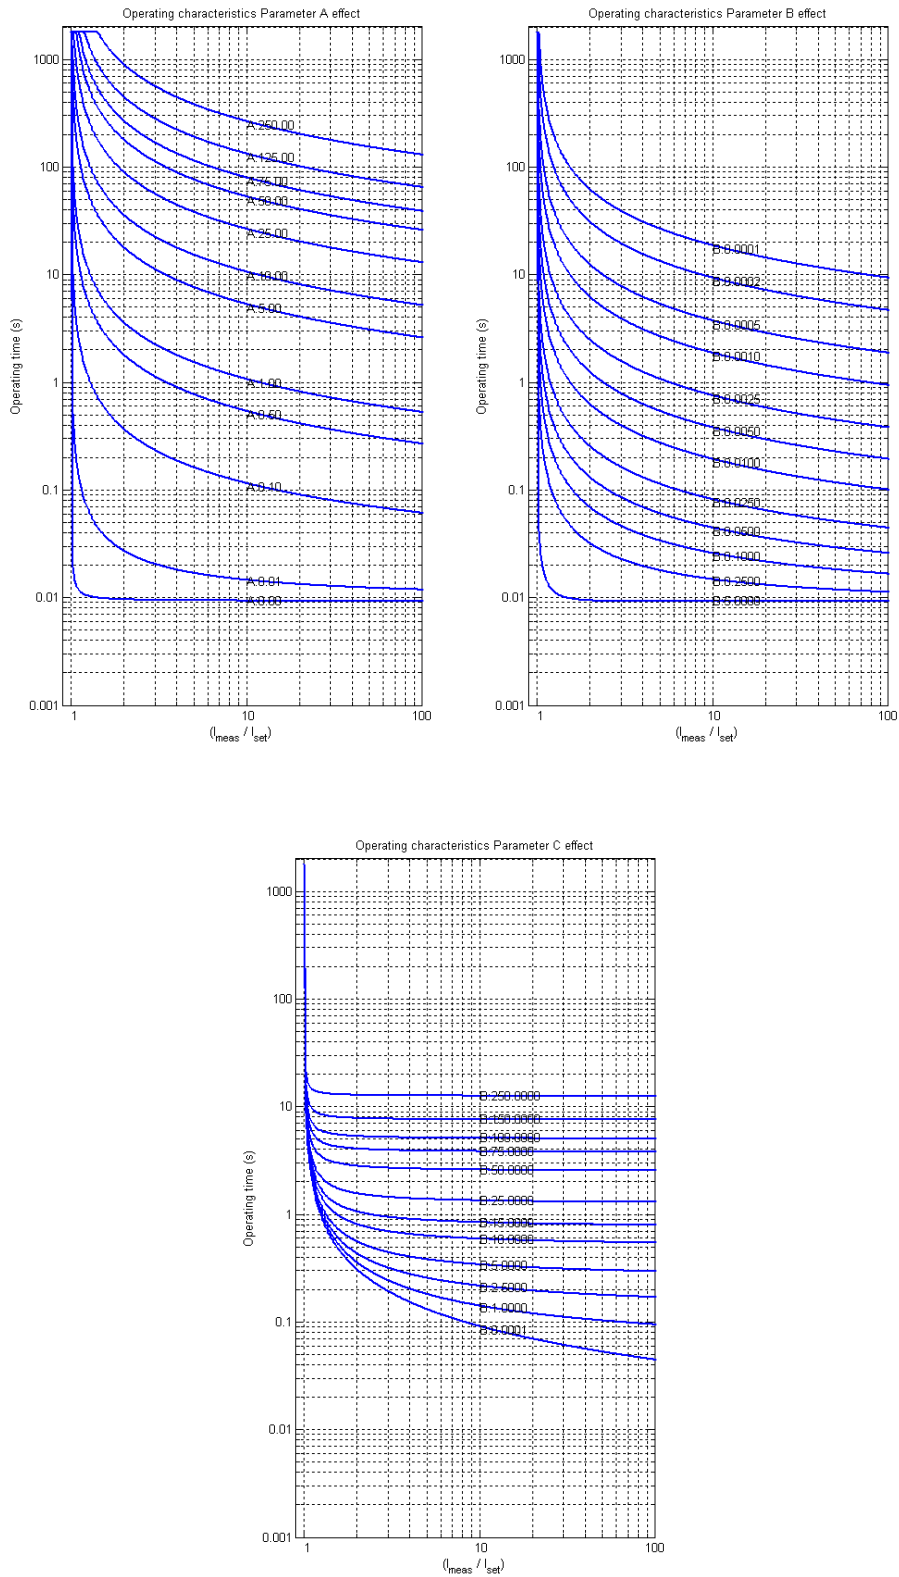 Operating characteristics Parameter A effect
1000
100
10
1
0.1
0.01
0.001
Operating time (s)
A:250.00
A:125.00
A:75.00
A:50.00
A:25.00
A:10.00
A:5.00
A:1.00
A:0.50
A:0.10
A:0.01
A:0.00
1 10 100
(Imeas / Iset)
Operating characteristics Parameter B effect
1000
100
10
1
0.1
0.01
0.001
Operating time (s)
B:0.0001
B:0.0002
B:0.0005
B:0.0010
B:0.0025
B:0.0050
B:0.0100
B:0.0250
B:0.0500
B:0.1000
B:0.2500
B:5.0000
1 10 100
(Imeas / Iset)
Operating characteristics Parameter C effect
1000
100
10
1
0.1
0.01
0.001
Operating time (s)
B:250.0000
B:150.0000
B:100.0000
B:75.0000
B:50.0000
B:25.0000
B:15.0000
B:10.0000
B:5.0000
B:2.5000
B:1.0000
B:0.0001
1 10 100
(Imeas / Iset)